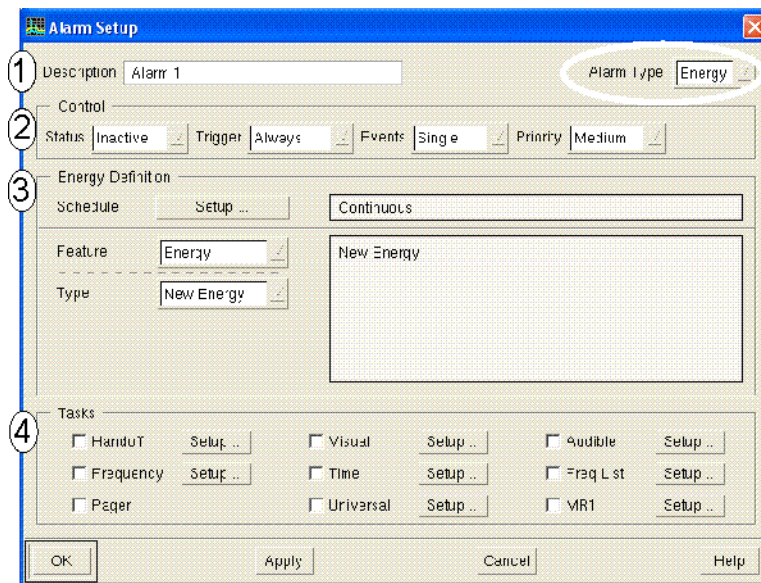 Alarm Setup
1 Description Alarm 1 Alarm Type Energy
Control
2 Status Inactive Trigger Always Events Single Priority Medium
3 Energy Definition
Schedule Setup ... Continuous
Feature Energy New Energy
Type New Energy
Tasks
4 Handoff Setup .. Visual Setup .. Audible Setup ..
Frequency Setup .. Time Setup .. Freq List Setup ..
Pager Universal Setup .. MR1 Setup ..
OK Apply Cancel Help